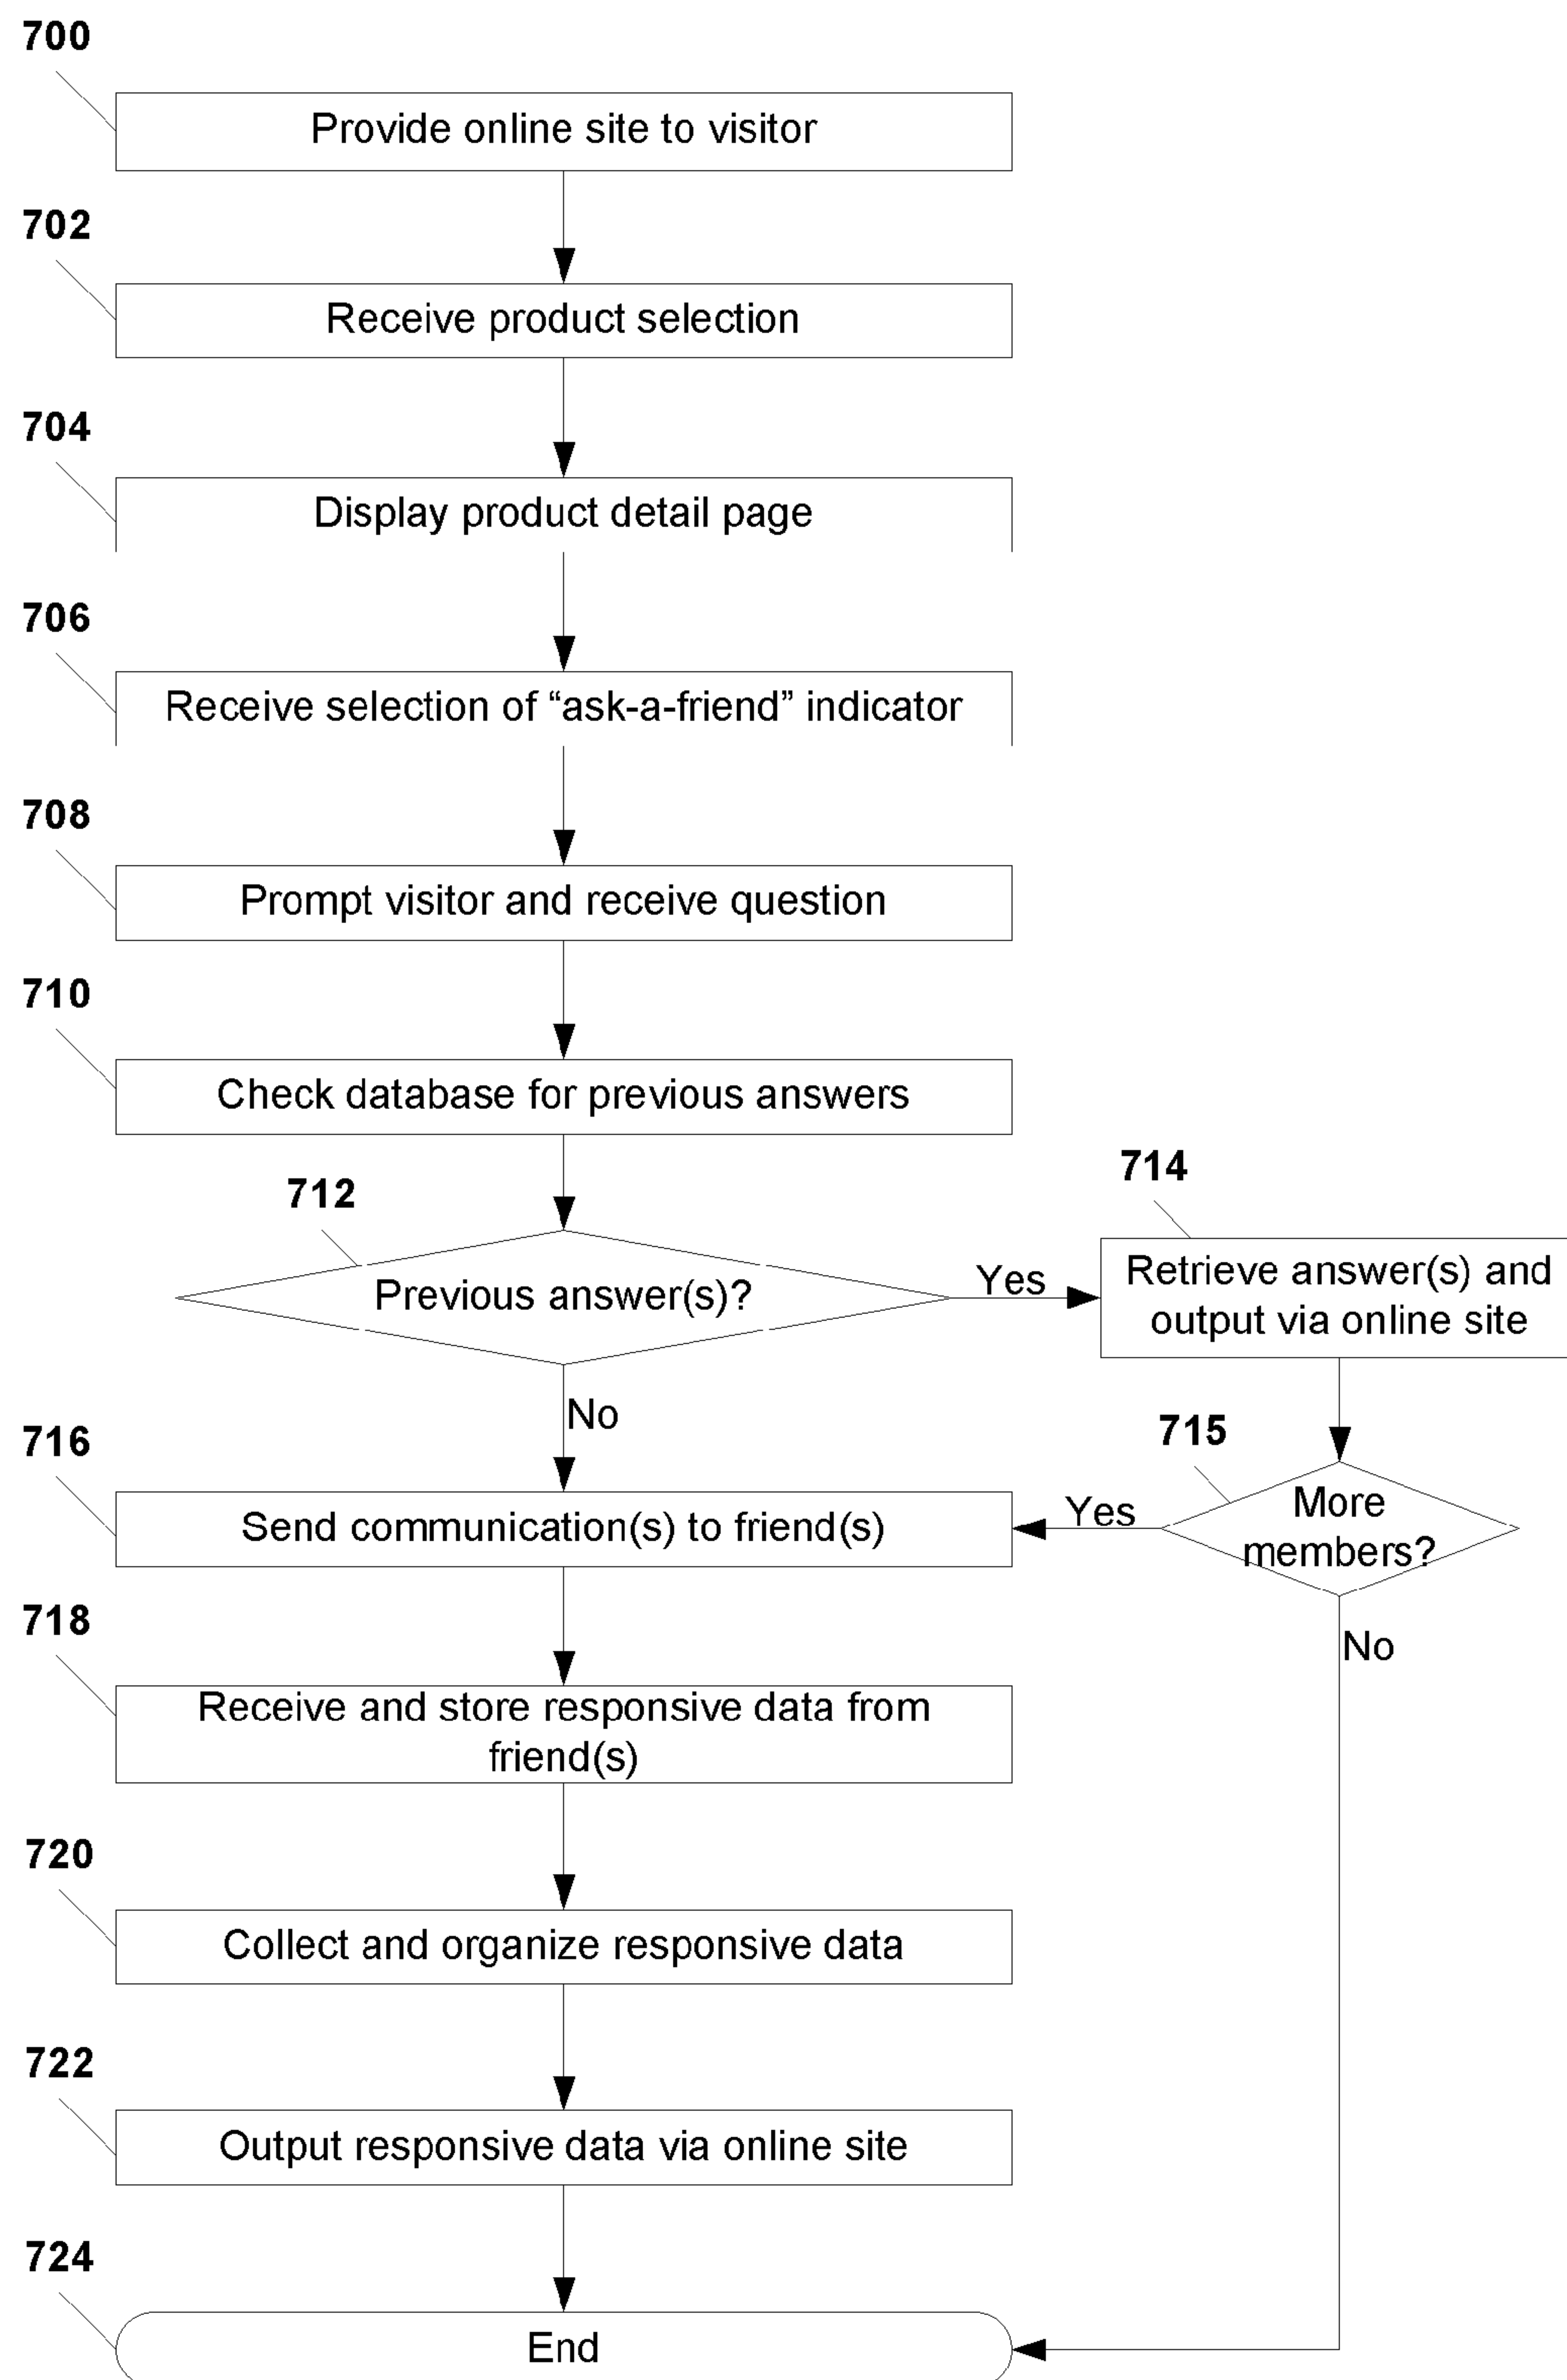 700
Provide online site to visitor
702
Receive product selection
704
Display product detail page
706
Receive selection of “ask-a-friend” indicator
708
Prompt visitor and receive question
710
Check database for previous answers
712
Previous answer(s)?
Yes
714
Retrieve answer(s) and
output via online site
No
715
More
members?
Yes
No
716
Send communication(s) to friend(s)
718
Receive and store responsive data from
friend(s)
720
Collect and organize responsive data
722
Output responsive data via online site
724
End